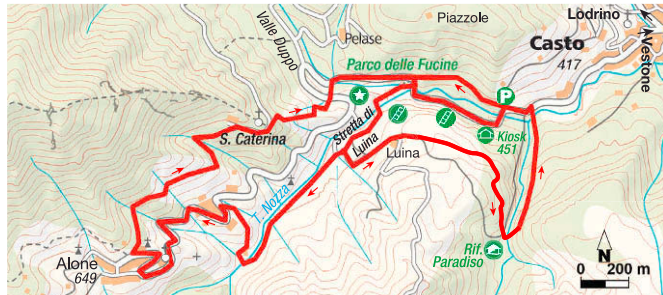 Lodrino
Piazzole
Casto
417
Vestone
Valle Duppo
Pelase
Parco delle Fucine
P
Stretta di
Luina
S. Caterina
Kiosk
451
Luina
T. Nozza
Rif.
Paradiso
Alone
649
N
0 200 m